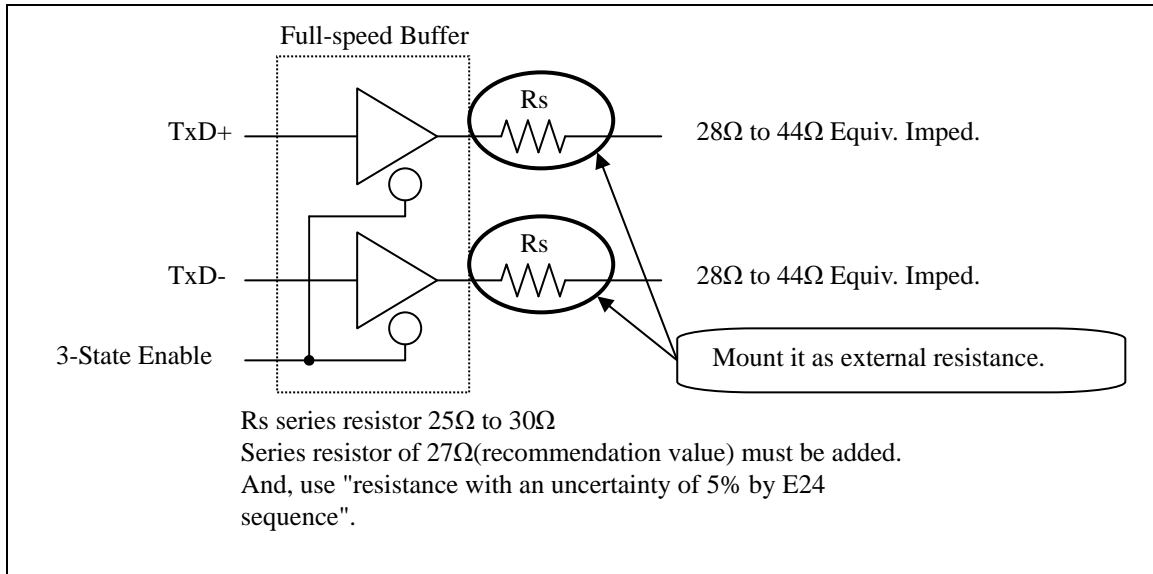 Full-speed Buffer
TxD+
Rs
28Ω to 44Ω Equiv. Imped.
TxD-
Rs
28Ω to 44Ω Equiv. Imped.
3-State Enable
Mount it as external resistance.
Rs series resistor 25Ω to 30Ω
Series resistor of 27Ω(recommendation value) must be added.
And, use "resistance with an uncertainty of 5% by E24
sequence".